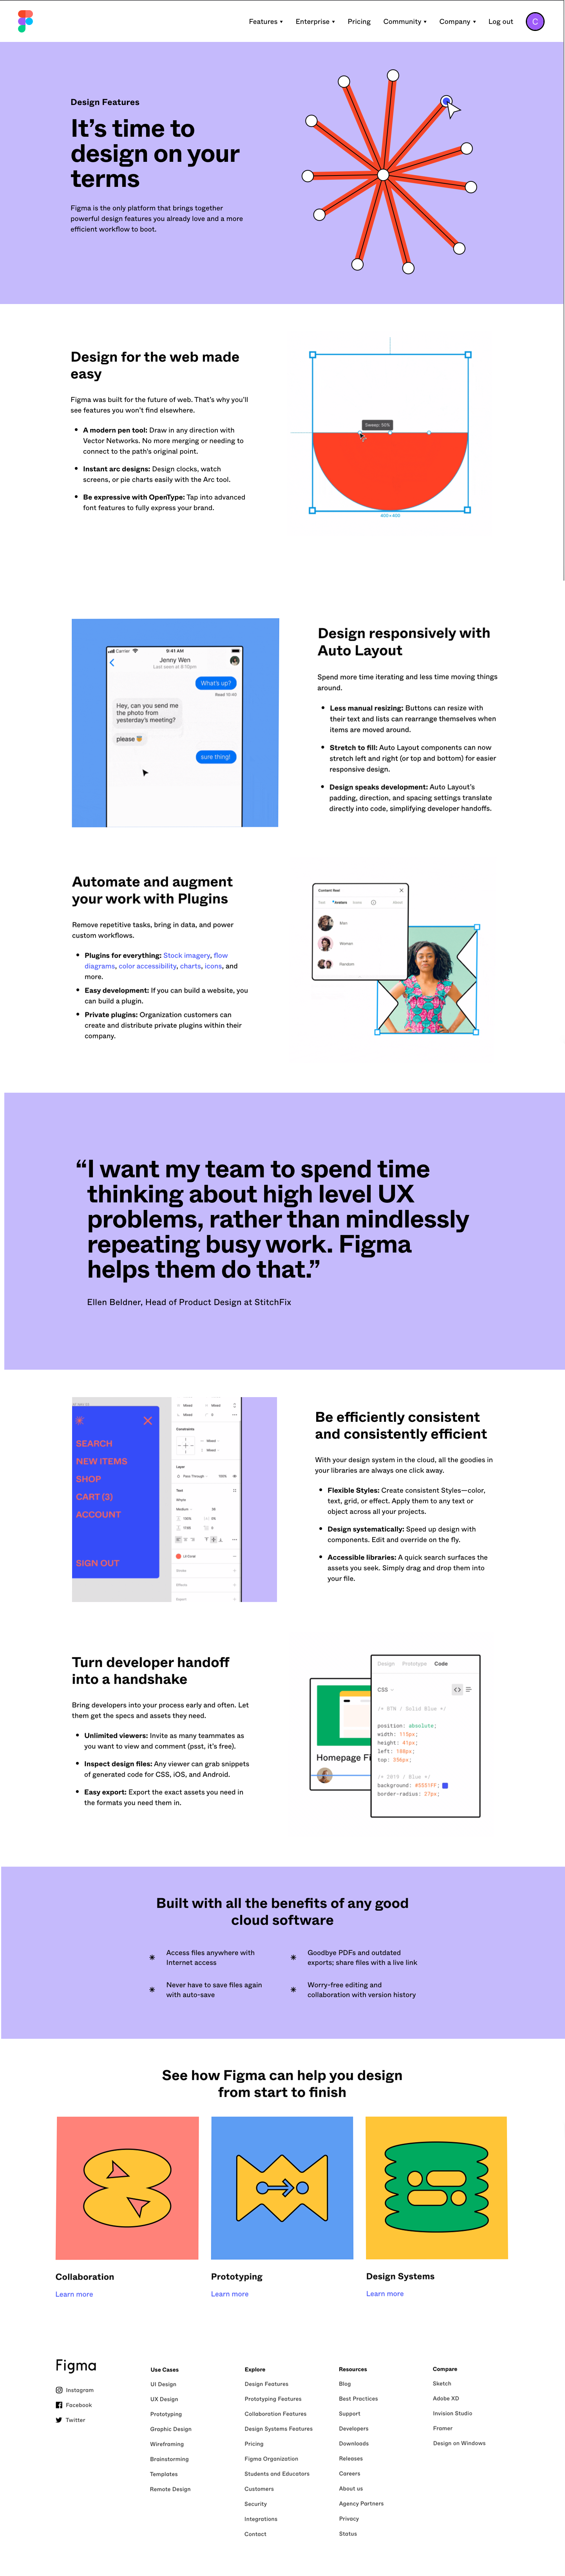 Features ▾ Enterprise ▾ Pricing Community ▾ Company ▾ Log out C
Design Features
It's time to
design on your
terms
Figma is the only platform that brings together
powerful design features you already love and a more
efficient workflow to boot.
Design for the web made
easy
Figma was built for the future of web. That's why you'll
see features you won't find elsewhere.
• A modern pen tool: Draw in any direction with
Vector Networks. No more merging or needing to
connect to the path's original point.
• Instant arc designs: Design clocks, watch
screens, or pie charts easily with the Arc tool.
• Be expressive with OpenType: Tap into advanced
font features to fully express your brand.
Sweep: 50%
400 × 400
Carrier 9:41 AM
Jenny Wen
Last seen at 9:10pm
What's up?
Read 10:40
Hey, can you send me
the photo from
yesterday's meeting?
please
sure thing!
Design responsively with
Auto Layout
Spend more time iterating and less time moving things
around.
• Less manual resizing: Buttons can resize with
their text and lists can rearrange themselves when
items are moved around.
• Stretch to fill: Auto Layout components can now
stretch left and right (or top and bottom) for easier
responsive design.
• Design speaks development: Auto Layout's
padding, direction, and spacing settings translate
directly into code, simplifying developer handoffs.
Automate and augment
your work with Plugins
Remove repetitive tasks, bring in data, and power
custom workflows.
• Plugins for everything: Stock imagery, flow
diagrams, color accessibility, charts, icons, and
more.
• Easy development: If you can build a website, you
can build a plugin.
• Private plugins: Organization customers can
create and distribute private plugins within their
company.
Content Reel
Text Avatars Icons
Man
Woman
Random
“I want my team to spend time
thinking about high level UX
problems, rather than mindlessly
repeating busy work. Figma
helps them do that.”
Ellen Beldner, Head of Product Design at StitchFix
SEARCH
NEW ITEMS
SHOP
CART (3)
ACCOUNT
SIGN OUT
Mixed Mixed
Mixed
Constraints
Mixed
Mixed
Layer
Pass Through 100%
Text
Whyte
Medium
Be efficiently consistent
and consistently efficient
With your design system in the cloud, all the goodies in
your libraries are always one click away.
• Flexible Styles: Create consistent Styles—color,
text, grid, or effect. Apply them to any text or
object across all your projects.
• Design systematically: Speed up design with
components. Edit and override on the fly.
• Accessible libraries: A quick search surfaces the
assets you seek. Simply drag and drop them into
your file.
Turn developer handoff
into a handshake
Bring developers into your process early and often. Let
them get the specs and assets they need.
• Unlimited viewers: Invite as many teammates as
you want to view and comment (psst, it's free).
• Inspect design files: Any viewer can grab snippets
of generated code for CSS, iOS, and Android.
• Easy export: Export the exact assets you need in
the formats you need them in.
Homepage Fi
Design Prototype Code
CSS
/* BTN / Solid Blue */
position: absolute;
width: 115px;
height: 41px;
left: 188px;
top: 356px;
/* 2019 / Blue */
background: #5551FF;
border-radius: 27px;
Built with all the benefits of any good
cloud software
Access files anywhere with
Internet access
Goodbye PDFs and outdated
exports; share files with a live link
Never have to save files again
with auto-save
Worry-free editing and
collaboration with version history
See how Figma can help you design
from start to finish
Collaboration
Learn more
Prototyping
Learn more
Design Systems
Learn more
Figma
Instagram
Facebook
Twitter
Use Cases
UI Design
UX Design
Prototyping
Graphic Design
Wireframing
Brainstorming
Templates
Remote Design
Explore
Design Features
Prototyping Features
Collaboration Features
Design Systems Features
Pricing
Figma Organization
Students and Educators
Customers
Security
Integrations
Contact
Resources
Blog
Best Practices
Support
Developers
Downloads
Releases
Careers
About us
Agency Partners
Privacy
Status
Compare
Sketch
Adobe XD
Invision Studio
Framer
Design on Windows